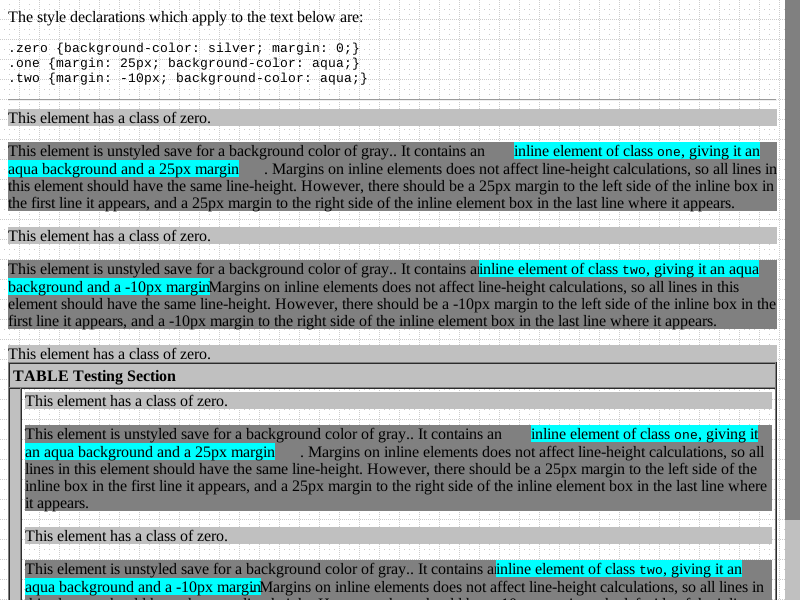 The style declarations which apply to the text below are:
.zero {background-color: silver; margin: 0;}
.one {margin: 25px; background-color: aqua;}
.two {margin: -10px; background-color: aqua;}
This element has a class of zero.
This element is unstyled save for a background color of gray.. It contains an inline element of class one, giving it an
aqua background and a 25px margin. Margins on inline elements does not affect line-height calculations, so all lines in
this element should have the same line-height. However, there should be a 25px margin to the left side of the inline box in
the first line it appears, and a 25px margin to the right side of the inline element box in the last line where it appears.
This element has a class of zero.
This element is unstyled save for a background color of gray.. It contains a inline element of class two, giving it an aqua
background and a -10px margin Margins on inline elements does not affect line-height calculations, so all lines in this
element should have the same line-height. However, there should be a -10px margin to the left side of the inline box in the
first line it appears, and a -10px margin to the right side of the inline element box in the last line where it appears.
This element has a class of zero.
TABLE Testing Section
This element has a class of zero.
This element is unstyled save for a background color of gray.. It contains an inline element of class one, giving it
an aqua background and a 25px margin. Margins on inline elements does not affect line-height calculations, so all
lines in this element should have the same line-height. However, there should be a 25px margin to the left side of the
inline box in the first line it appears, and a 25px margin to the right side of the inline element box in the last line where
it appears.
This element has a class of zero.
This element is unstyled save for a background color of gray.. It contains a inline element of class two, giving it an
aqua background and a -10px margin Margins on inline elements does not affect line-height calculations, so all lines